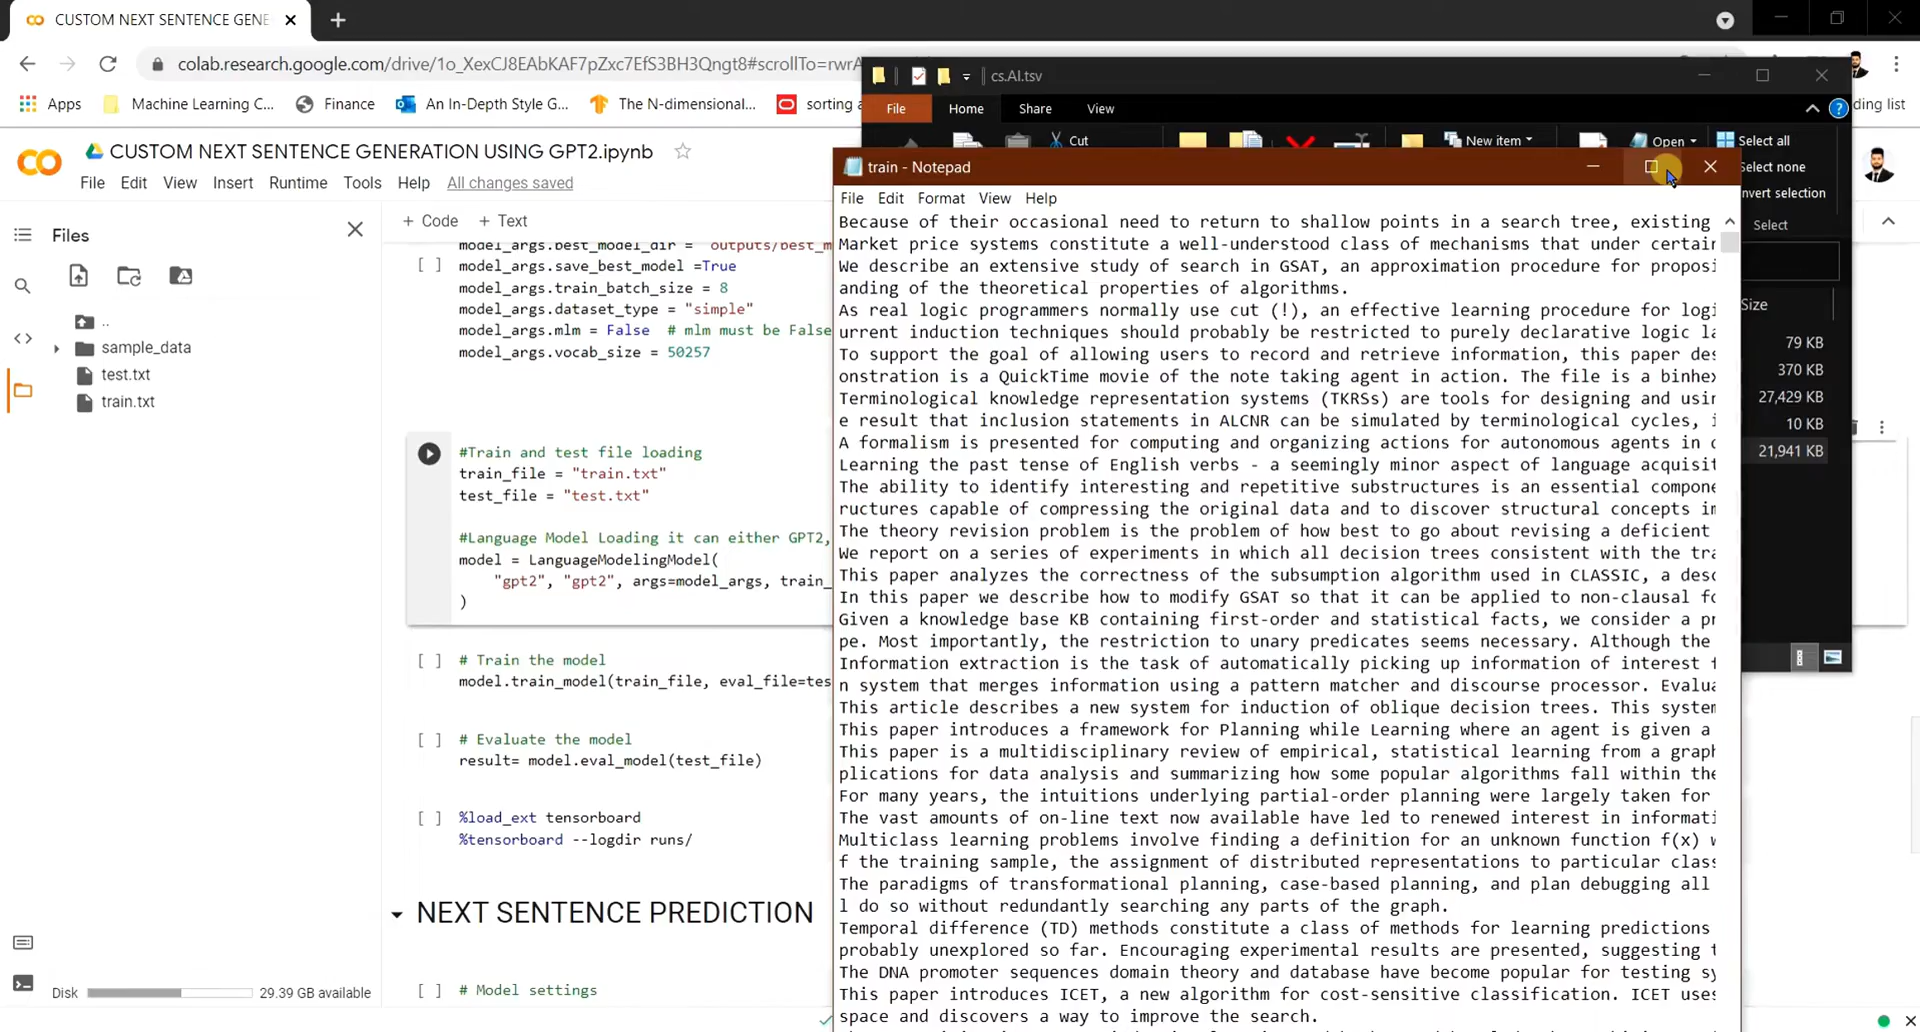 CUSTOM NEXT SENTENCE GENE
colab.research.google.com/drive/1o_XexCJ8EAbKAF7pZxc7EfS3BH3Qngt8#scrollTo=rwrA
Apps
Machine Learning C...
Finance
An In-Depth Style G...
The N-dimensional...
sorting a
ding list
CUSTOM NEXT SENTENCE GENERATION USING GPT2.ipynb
File Edit View Insert Runtime Tools Help All changes saved
Files
..
sample_data
test.txt
train.txt
Disk
29.39 GB available
+ Code + Text
model_args.best_model_dir = outputs/best_m
[ ] model_args.save_best_model =True
model_args.train_batch_size = 8
model_args.dataset_type = "simple"
model_args.mlm = False # mlm must be False
model_args.vocab_size = 50257
#Train and test file loading
train_file = "train.txt"
test_file = "test.txt"
#Language Model Loading it can either GPT2,
model = LanguageModelingModel(
"gpt2", "gpt2", args=model_args, train_
)
[ ] # Train the model
model.train_model(train_file, eval_file=tes
[ ] # Evaluate the model
result= model.eval_model(test_file)
[ ] %load_ext tensorboard
%tensorboard --logdir runs/
NEXT SENTENCE PREDICTION
[ ] # Model settings
cs.AI.tsv
File Home Share View
Cut
New item
Open
Select all
Select none
nvert selection
Select
Size
79 KB
370 KB
27,429 KB
10 KB
21,941 KB
train - Notepad
File Edit Format View Help
Because of their occasional need to return to shallow points in a search tree, existing
Market price systems constitute a well-understood class of mechanisms that under certain
We describe an extensive study of search in GSAT, an approximation procedure for proposi
anding of the theoretical properties of algorithms.
As real logic programmers normally use cut (!), an effective learning procedure for logi
urrent induction techniques should probably be restricted to purely declarative logic la
To support the goal of allowing users to record and retrieve information, this paper des
onstration is a QuickTime movie of the note taking agent in action. The file is a binhex
Terminological knowledge representation systems (TKRSs) are tools for designing and usin
e result that inclusion statements in ALCNR can be simulated by terminological cycles, i
A formalism is presented for computing and organizing actions for autonomous agents in d
Learning the past tense of English verbs - a seemingly minor aspect of language acquisit
The ability to identify interesting and repetitive substructures is an essential compone
ructures capable of compressing the original data and to discover structural concepts in
The theory revision problem is the problem of how best to go about revising a deficient
We report on a series of experiments in which all decision trees consistent with the tra
This paper analyzes the correctness of the subsumption algorithm used in CLASSIC, a desc
In this paper we describe how to modify GSAT so that it can be applied to non-clausal fo
Given a knowledge base KB containing first-order and statistical facts, we consider a pr
pe. Most importantly, the restriction to unary predicates seems necessary. Although the
Information extraction is the task of automatically picking up information of interest f
n system that merges information using a pattern matcher and discourse processor. Evalua
This article describes a new system for induction of oblique decision trees. This system
This paper introduces a framework for Planning while Learning where an agent is given a
This paper is a multidisciplinary review of empirical, statistical learning from a graph
plications for data analysis and summarizing how some popular algorithms fall within the
For many years, the intuitions underlying partial-order planning were largely taken for
The vast amounts of on-line text now available have led to renewed interest in informati
Multiclass learning problems involve finding a definition for an unknown function f(x) w
f the training sample, the assignment of distributed representations to particular class
The paradigms of transformational planning, case-based planning, and plan debugging all
l do so without redundantly searching any parts of the graph.
Temporal difference (TD) methods constitute a class of methods for learning predictions
probably unexplored so far. Encouraging experimental results are presented, suggesting t
The DNA promoter sequences domain theory and database have become popular for testing sy
This paper introduces ICET, a new algorithm for cost-sensitive classification. ICET uses
space and discovers a way to improve the search.